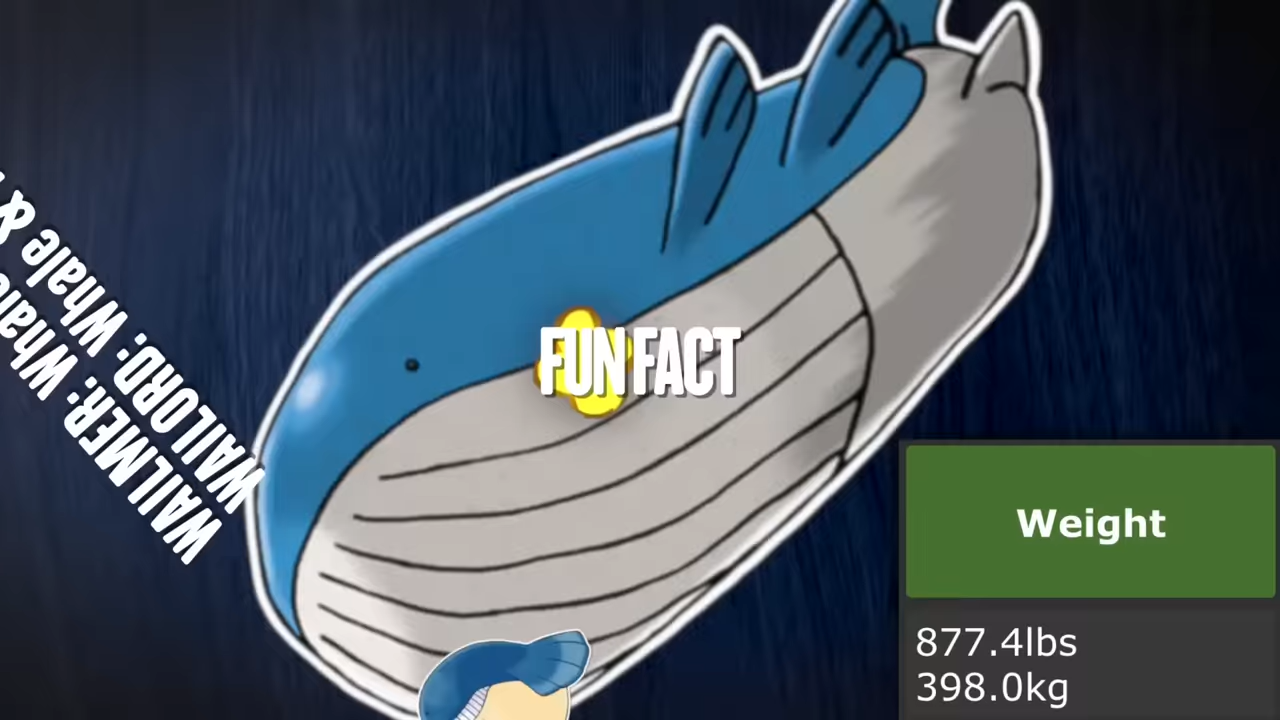 WAILMER: Whale
WAILORD: Whale &
FUN FACT
Weight
877.4lbs
398.0kg